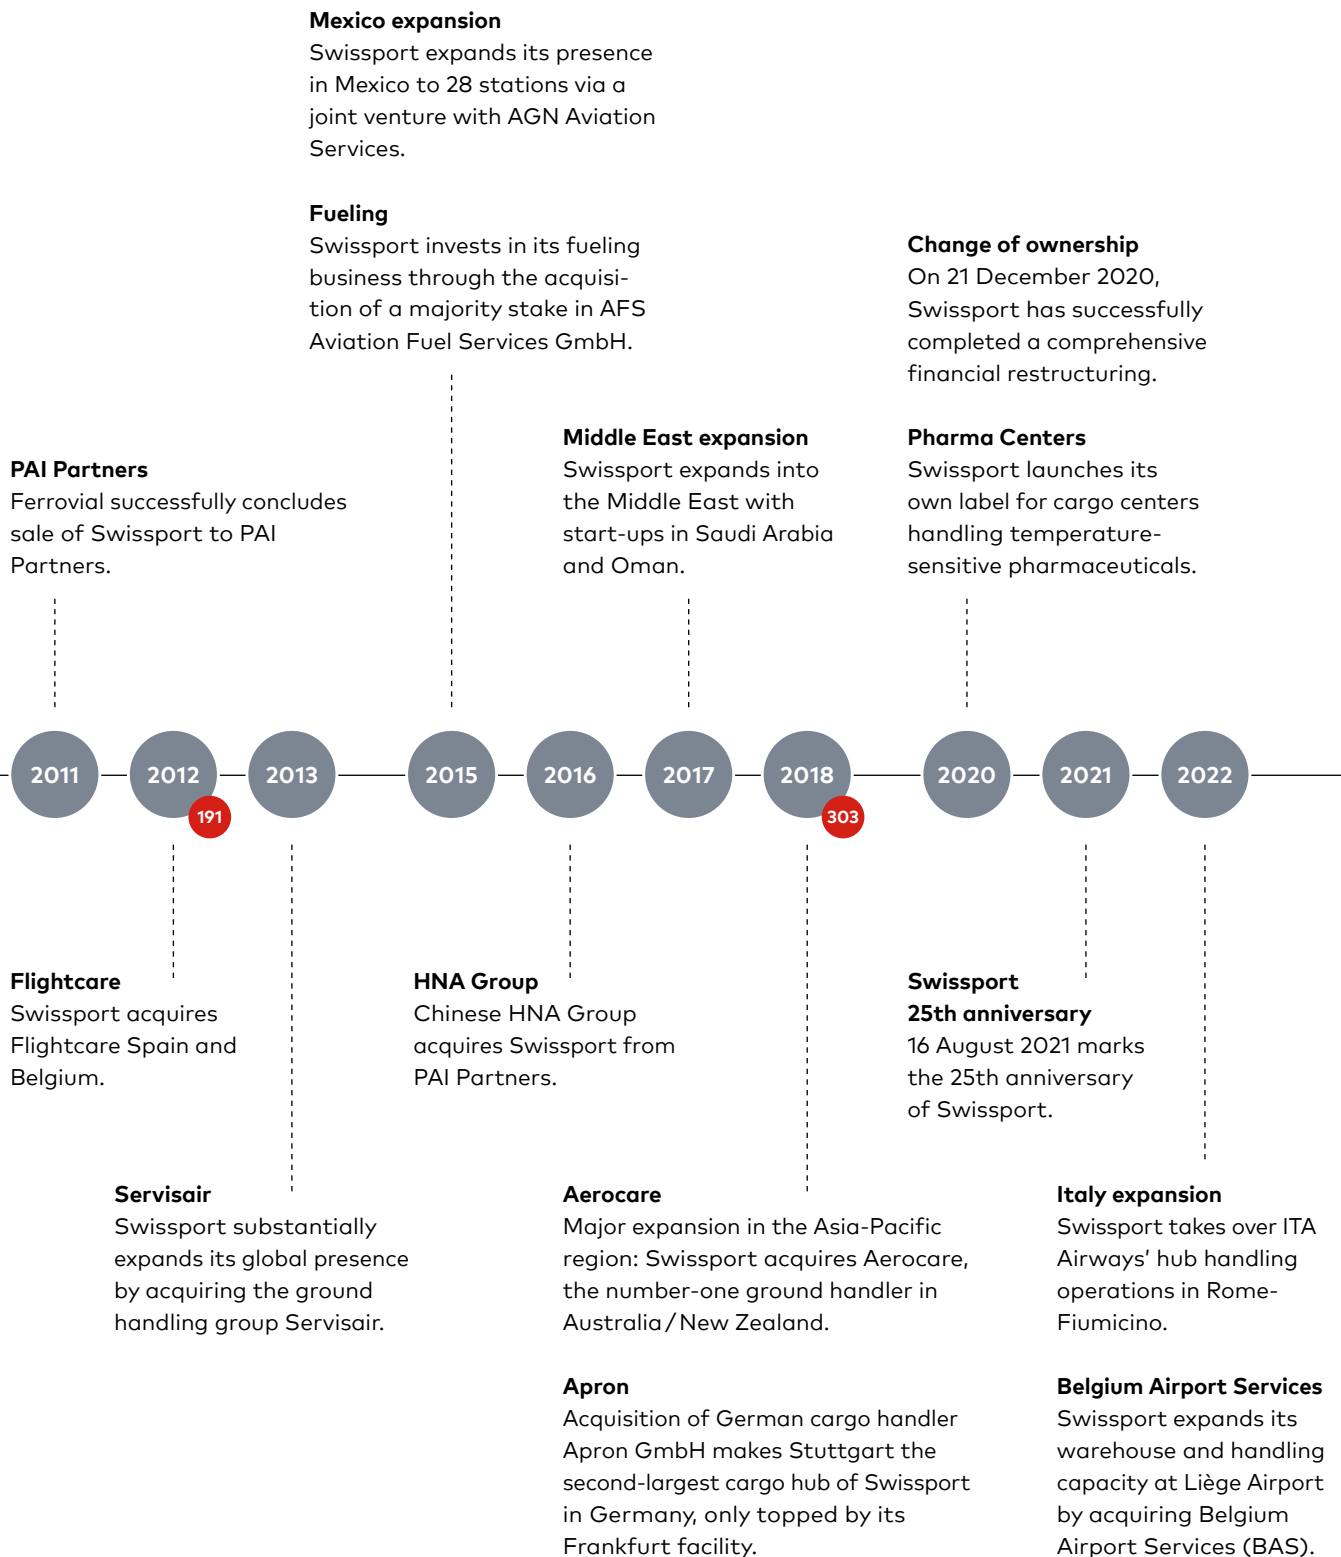 Mexico expansion
Swissport expands its presence
in Mexico to 28 stations via a
joint venture with AGN Aviation
Services.
Fueling
Swissport invests in its fueling
business through the acquisi-
tion of a majority stake in AFS
Aviation Fuel Services GmbH.
Change of ownership
On 21 December 2020,
Swissport has successfully
completed a comprehensive
financial restructuring.
PAI Partners
Ferrovial successfully concludes
sale of Swissport to PAI
Partners.
Middle East expansion
Swissport expands into
the Middle East with
start-ups in Saudi Arabia
and Oman.
Pharma Centers
Swissport launches its
own label for cargo centers
handling temperature-
sensitive pharmaceuticals.
2011 2012 2013 2015 2016 2017 2018 2020 2021 2022
191 303
Flightcare
Swissport acquires
Flightcare Spain and
Belgium.
HNA Group
Chinese HNA Group
acquires Swissport from
PAI Partners.
Swissport
25th anniversary
16 August 2021 marks
the 25th anniversary
of Swissport.
Servisair
Swissport substantially
expands its global presence
by acquiring the ground
handling group Servisair.
Aerocare
Major expansion in the Asia-Pacific
region: Swissport acquires Aerocare,
the number-one ground handler in
Australia / New Zealand.
Italy expansion
Swissport takes over ITA
Airways’ hub handling
operations in Rome-
Fiumicino.
Apron
Acquisition of German cargo handler
Apron GmbH makes Stuttgart the
second-largest cargo hub of Swissport
in Germany, only topped by its
Frankfurt facility.
Belgium Airport Services
Swissport expands its
warehouse and handling
capacity at Liège Airport
by acquiring Belgium
Airport Services (BAS).